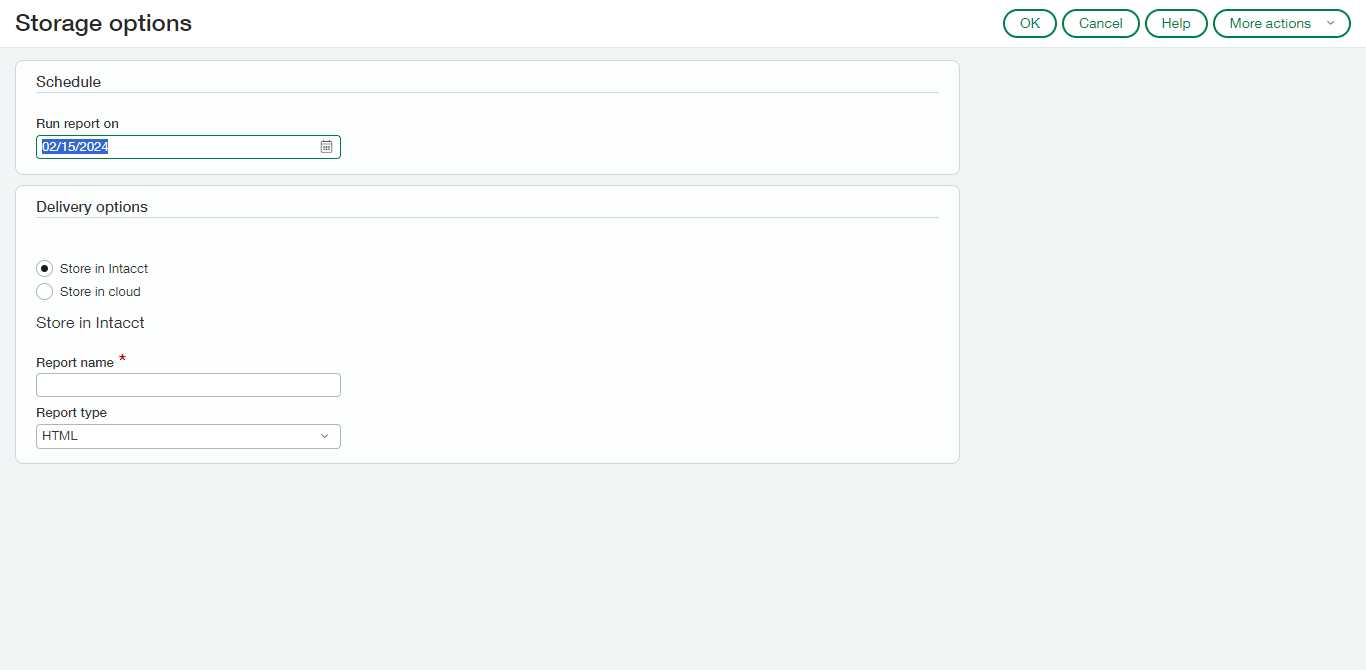 Storage options
OK Cancel Help More actions
Schedule
Run report on
02/15/2024
Delivery options
Store in Intacct
Store in cloud
Store in Intacct
Report name *
Report type
HTML